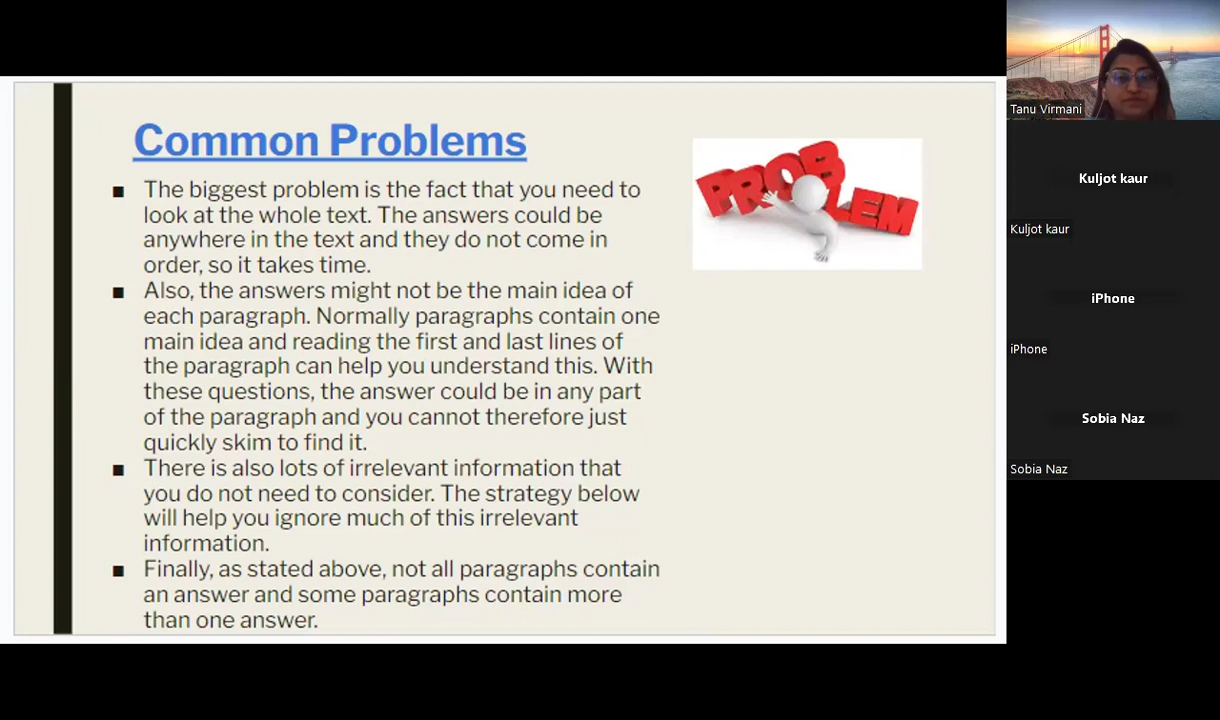 Common Problems
■ The biggest problem is the fact that you need to
look at the whole text. The answers could be
anywhere in the text and they do not come in
order, so it takes time.
■ Also, the answers might not be the main idea of
each paragraph. Normally paragraphs contain one
main idea and reading the first and last lines of
the paragraph can help you understand this. With
these questions, the answer could be in any part
of the paragraph and you cannot therefore just
quickly skim to find it.
■ There is also lots of irrelevant information that
you do not need to consider. The strategy below
will help you ignore much of this irrelevant
information.
■ Finally, as stated above, not all paragraphs contain
an answer and some paragraphs contain more
than one answer.
PROBLEM
Tanu Virmani
Kuljot kaur
Kuljot kaur
iPhone
iPhone
Sobia Naz
Sobia Naz